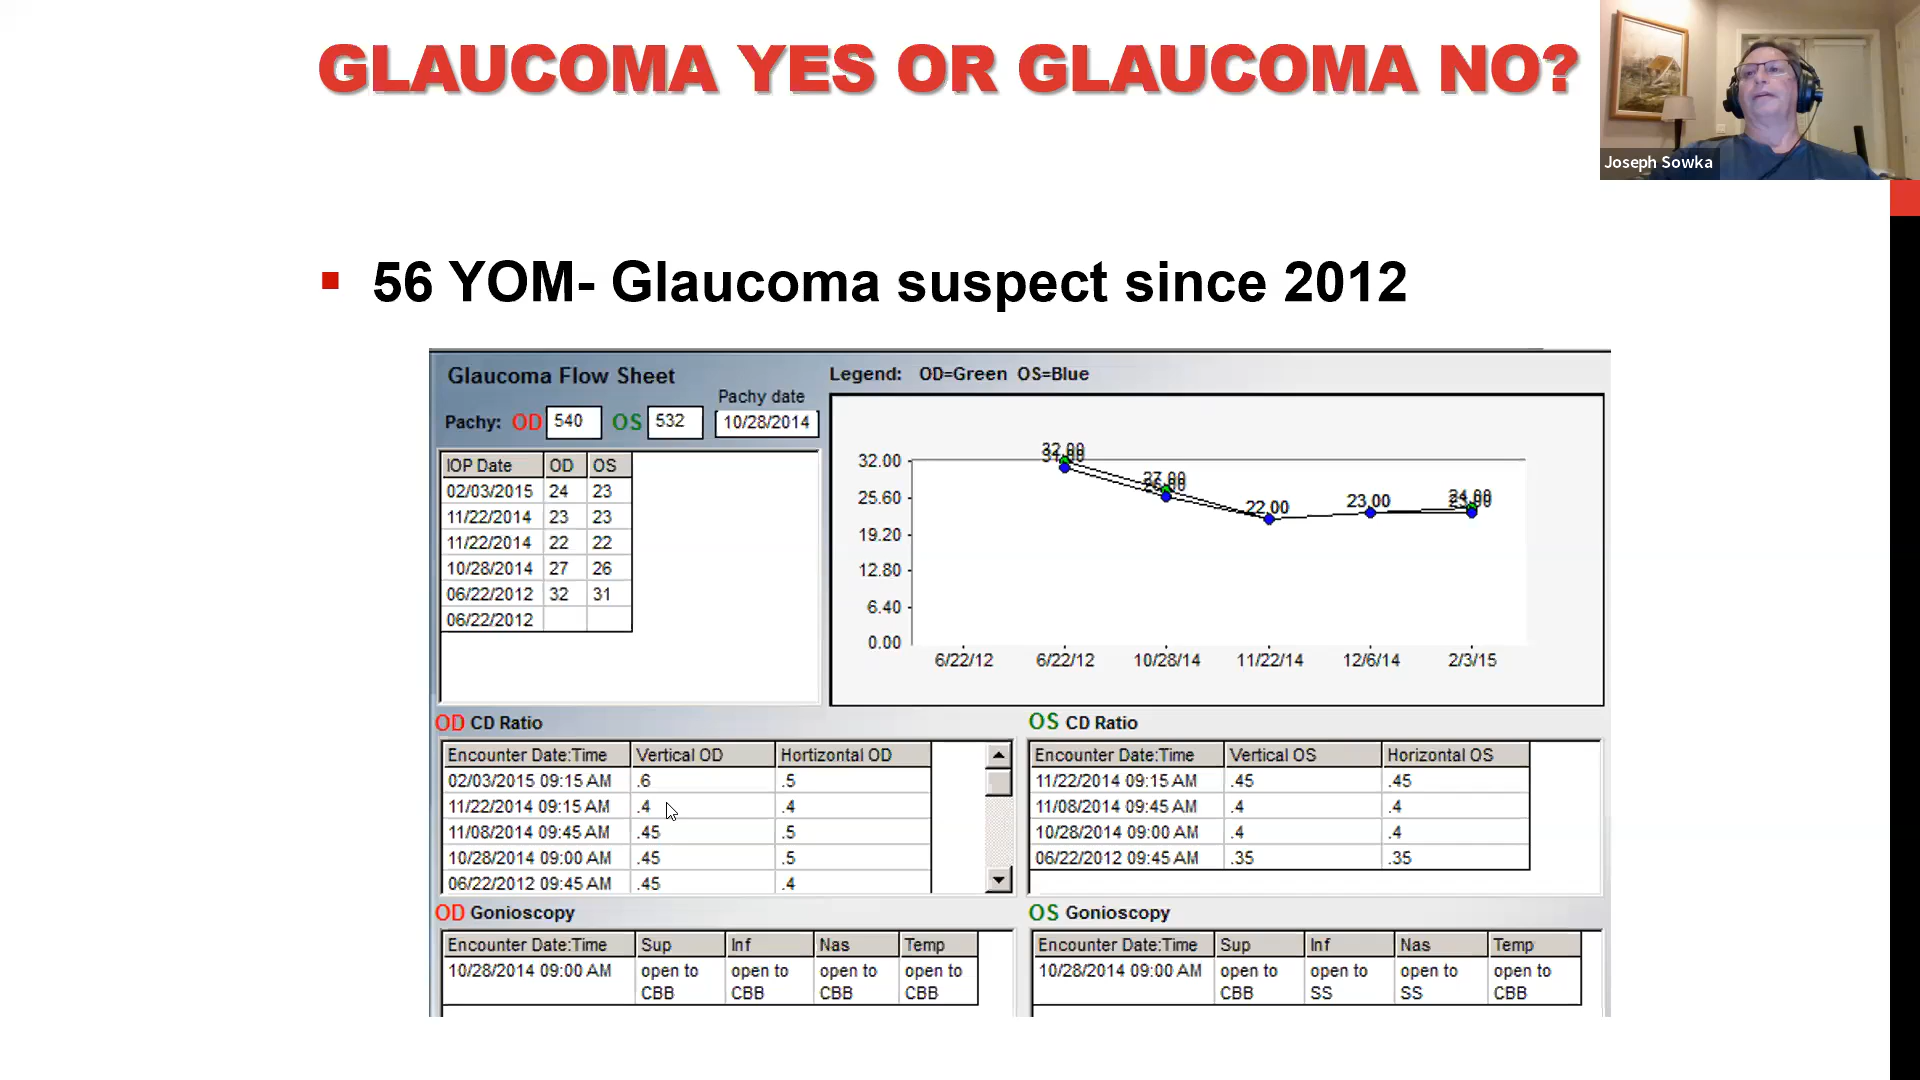 GLAUCOMA YES OR GLAUCOMA NO?
Joseph Sowka
56 YOM- Glaucoma suspect since 2012
Glaucoma Flow Sheet
Pachy date
Pachy: OD 540 OS 532 10/28/2014
IOP Date OD OS
02/03/2015 24 23
11/22/2014 23 23
11/22/2014 22 22
10/28/2014 27 26
06/22/2012 32 31
06/22/2012
Legend: OD=Green OS=Blue
32.00
27.00
22.00
23.00
24.00
32.00
25.60
19.20
12.80
6.40
0.00
6/22/12 6/22/12 10/28/14 11/22/14 12/6/14 2/3/15
OD CD Ratio
Encounter Date:Time Vertical OD Hortizontal OD
02/03/2015 09:15 AM .6 .5
11/22/2014 09:15 AM .4 .4
11/08/2014 09:45 AM .45 .5
10/28/2014 09:00 AM .45 .5
06/22/2012 09:45 AM .45 .4
OS CD Ratio
Encounter Date:Time Vertical OS Horizontal OS
11/22/2014 09:15 AM .45 .45
11/08/2014 09:45 AM .4 .4
10/28/2014 09:00 AM .4 .4
06/22/2012 09:45 AM .35 .35
OD Gonioscopy
Encounter Date:Time Sup Inf Nas Temp
10/28/2014 09:00 AM open to open to open to open to
CBB CBB CBB CBB
OS Gonioscopy
Encounter Date:Time Sup Inf Nas Temp
10/28/2014 09:00 AM open to open to open to open to
CBB SS SS CBB